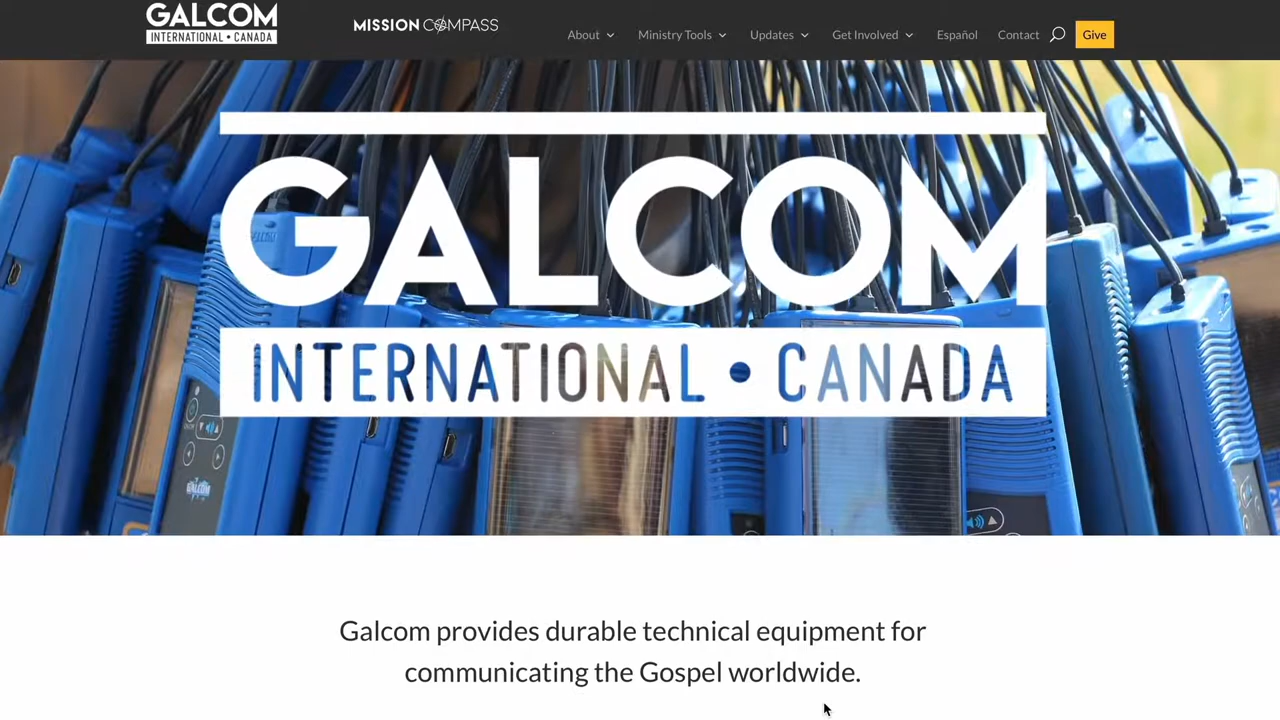 GALCOM
INTERNATIONAL • CANADA
MISSION COMPASS
About
Ministry Tools
Updates
Get Involved
Español
Contact
Give
GALCOM
INTERNATIONAL • CANADA
GALCOM
Galcom provides durable technical equipment for
communicating the Gospel worldwide.